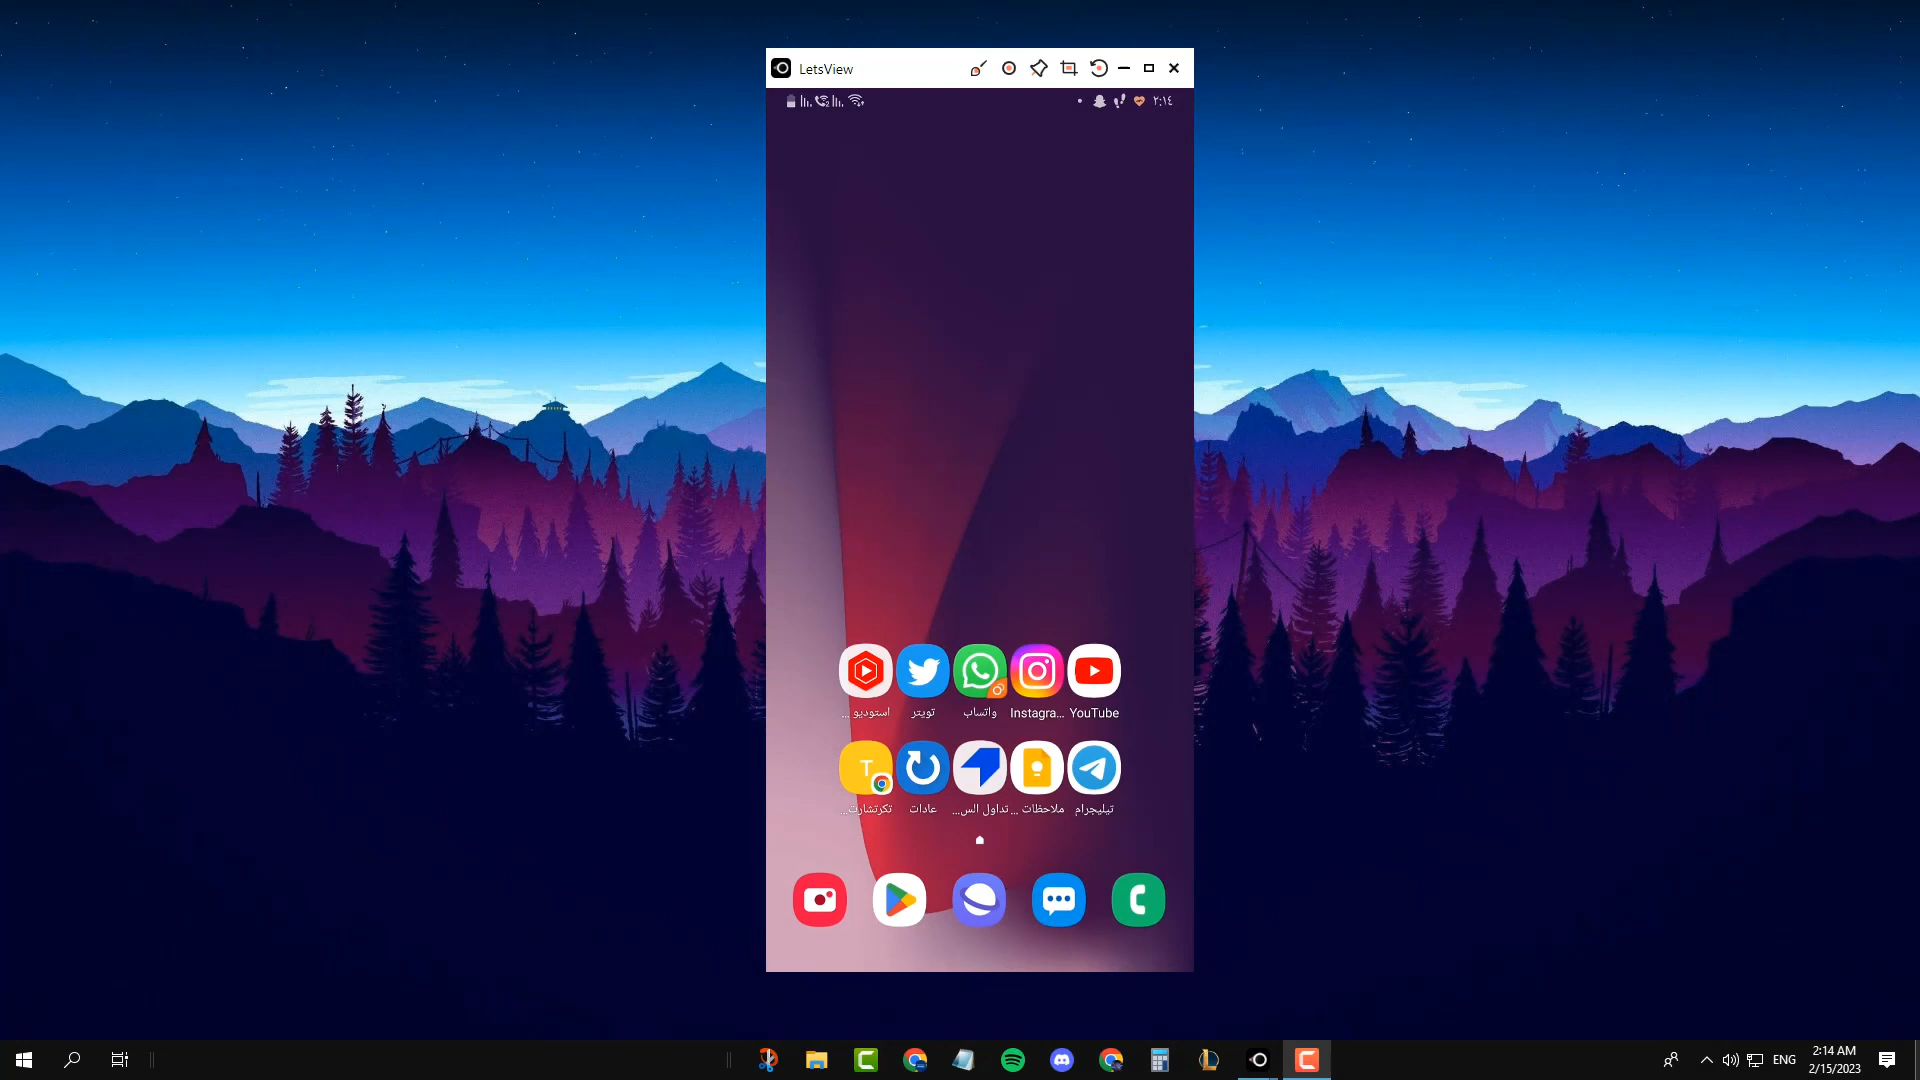 LetsView
٢:١٤
استوديو ...
تويتر
واتساب
Instagra...
YouTube
T
تكرتشارت...
عادات
تداول الس...
ملاحظات ...
تيليجرام
ENG
2:14 AM
2/15/2023